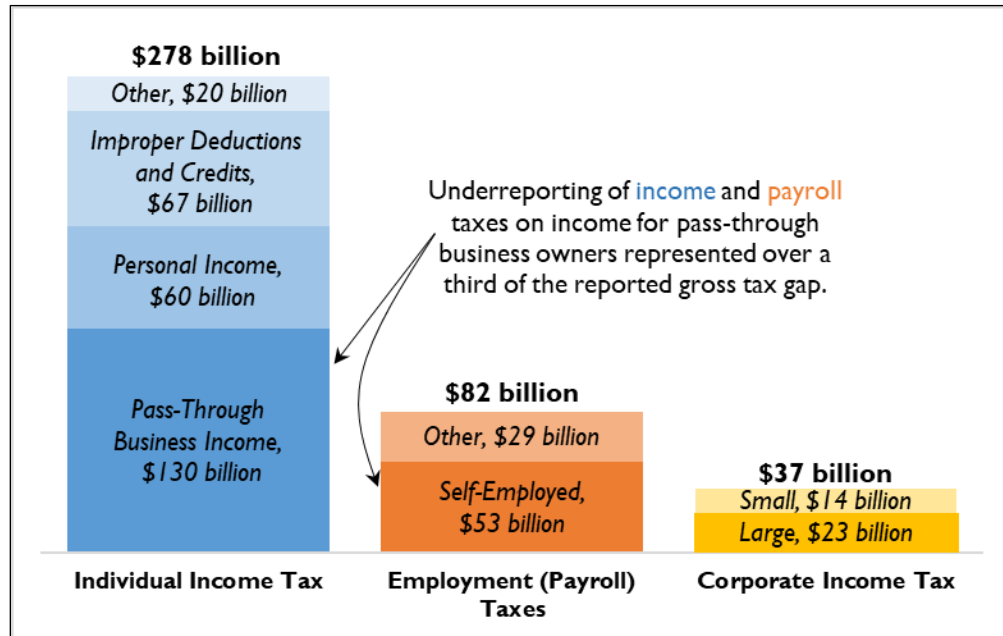 $278 billion
Other, $20 billion
Improper Deductions
and Credits,
$67 billion
Personal Income,
$60 billion
Pass-Through
Business Income,
$130 billion
Underreporting of income and payroll
taxes on income for pass-through
business owners represented over a
third of the reported gross tax gap.
$82 billion
Other, $29 billion
Self-Employed,
$53 billion
$37 billion
Small, $14 billion
Large, $23 billion
Individual Income Tax
Employment (Payroll)
Taxes
Corporate Income Tax